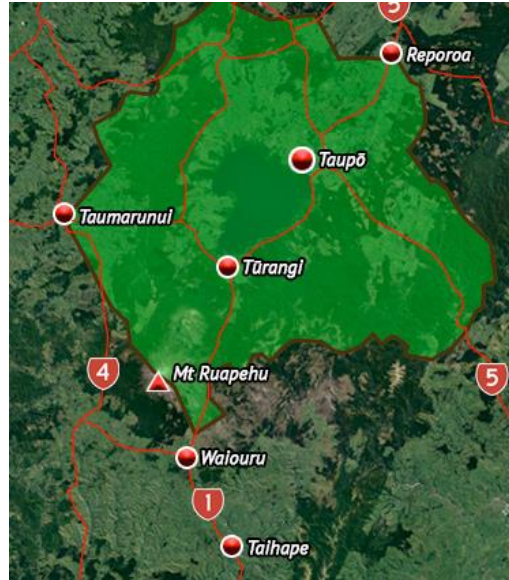 5
Reporoa
Taupō
Taumarunui
Tūrangi
4
Mt Ruapehu
5
Waiouru
1
Taihape